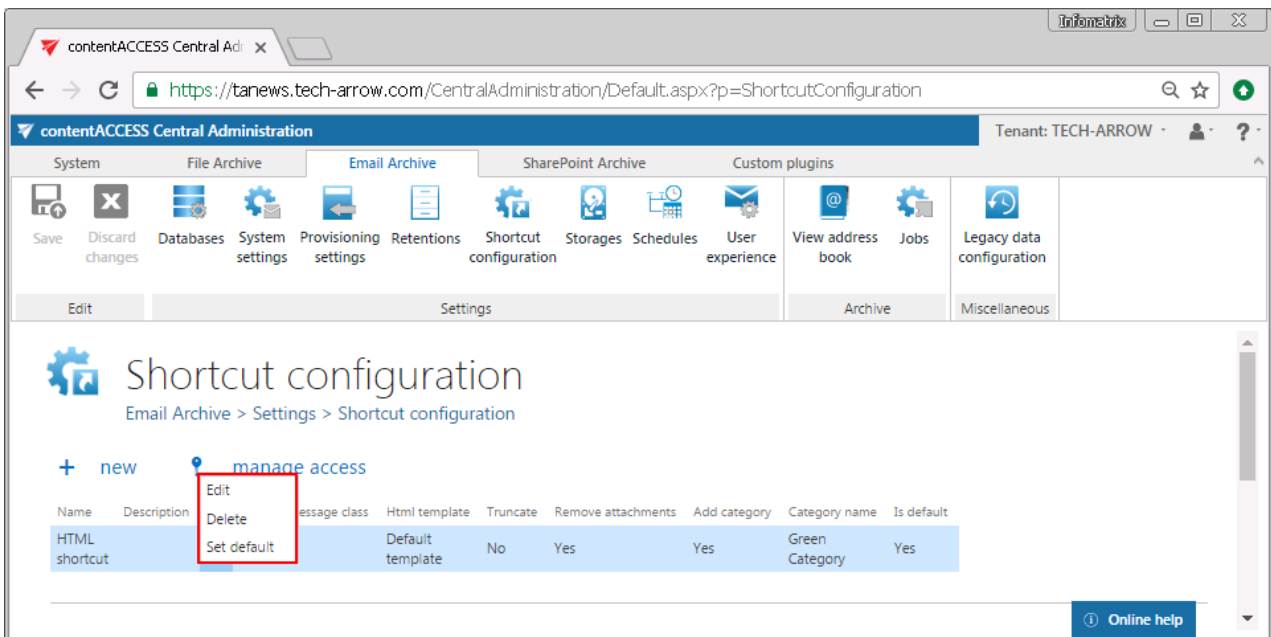 Infomatrix
contentACCESS Central Adr
https://tanews.tech-arrow.com/CentralAdministration/Default.aspx?p=ShortcutConfiguration
contentACCESS Central Administration Tenant: TECH-ARROW ?
System File Archive Email Archive SharePoint Archive Custom plugins
Save Discard changes Databases System settings Provisioning settings Retentions Shortcut configuration Storages Schedules User experience View address book Jobs Legacy data configuration
Edit Settings Archive Miscellaneous
Shortcut configuration
Email Archive > Settings > Shortcut configuration
+ new manage access
Edit
Delete
Set default
Name Description essage class Html template Truncate Remove attachments Add category Category name Is default
HTML shortcut Default template No Yes Yes Green Category Yes
Online help